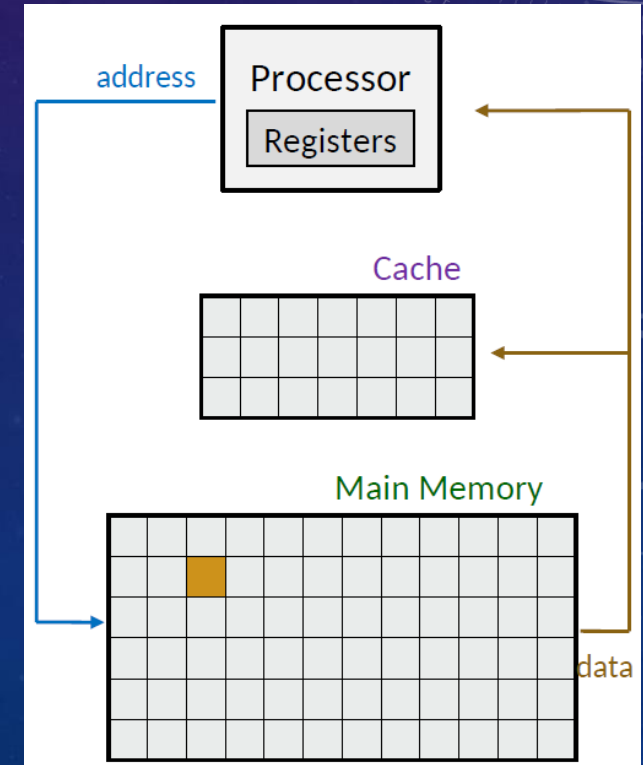 address
Processor
Registers
Cache
Main Memory
data